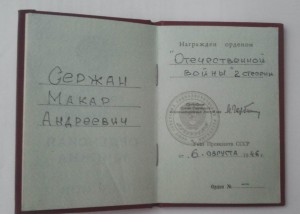 Сержан
Макар
Андреевич
Награжден орденом
"Отечественной
войны" 2 степени
Указ Президиума СССР
от „6" августа 1946 г.
Орден №